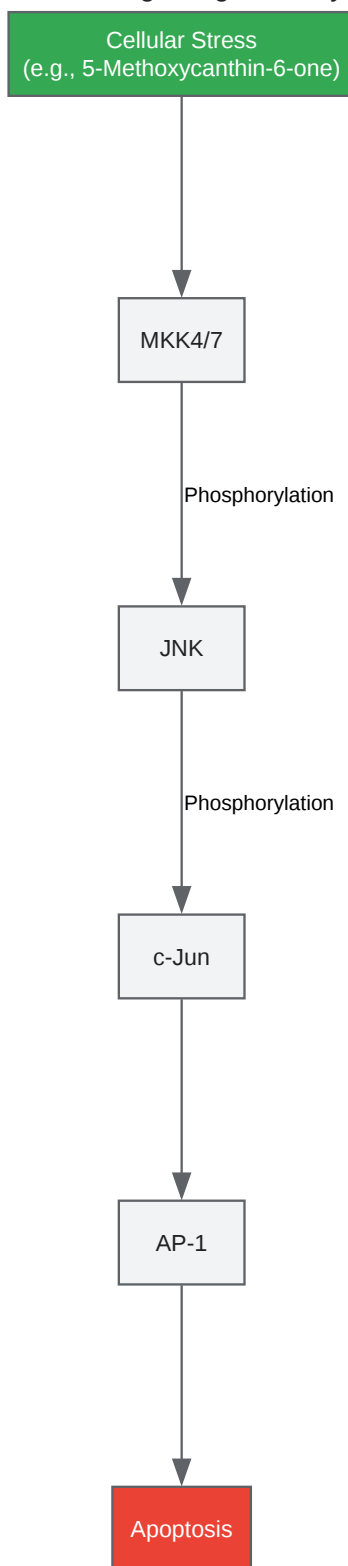 Cellular Stress
(e.g., 5-Methoxycanthin-6-one)
MKK4/7
Phosphorylation
JNK
Phosphorylation
c-Jun
AP-1
Apoptosis